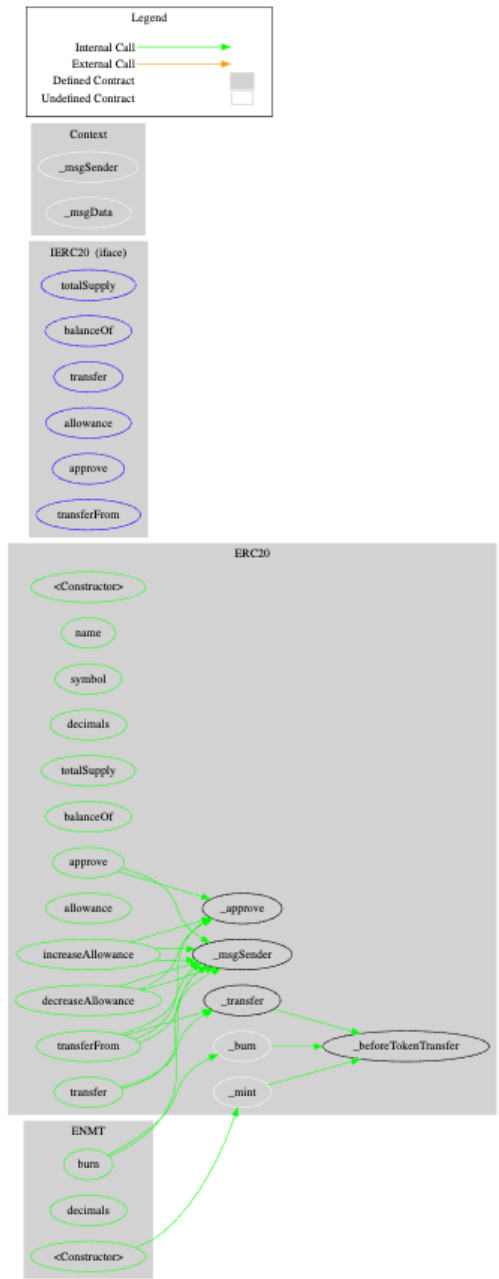 Legend
Internal Call
External Call
Defined Contract
Undefined Contract
Context
_msgSender
_msgData
IERC20 (iface)
totalSupply
balanceOf
transfer
allowance
approve
transferFrom
ERC20
<Constructor>
name
symbol
decimals
totalSupply
balanceOf
approve
allowance
_approve
increaseAllowance
_msgSender
decreaseAllowance
_transfer
transferFrom
_burn
_beforeTokenTransfer
transfer
_mint
ENMT
burn
decimals
<Constructor>